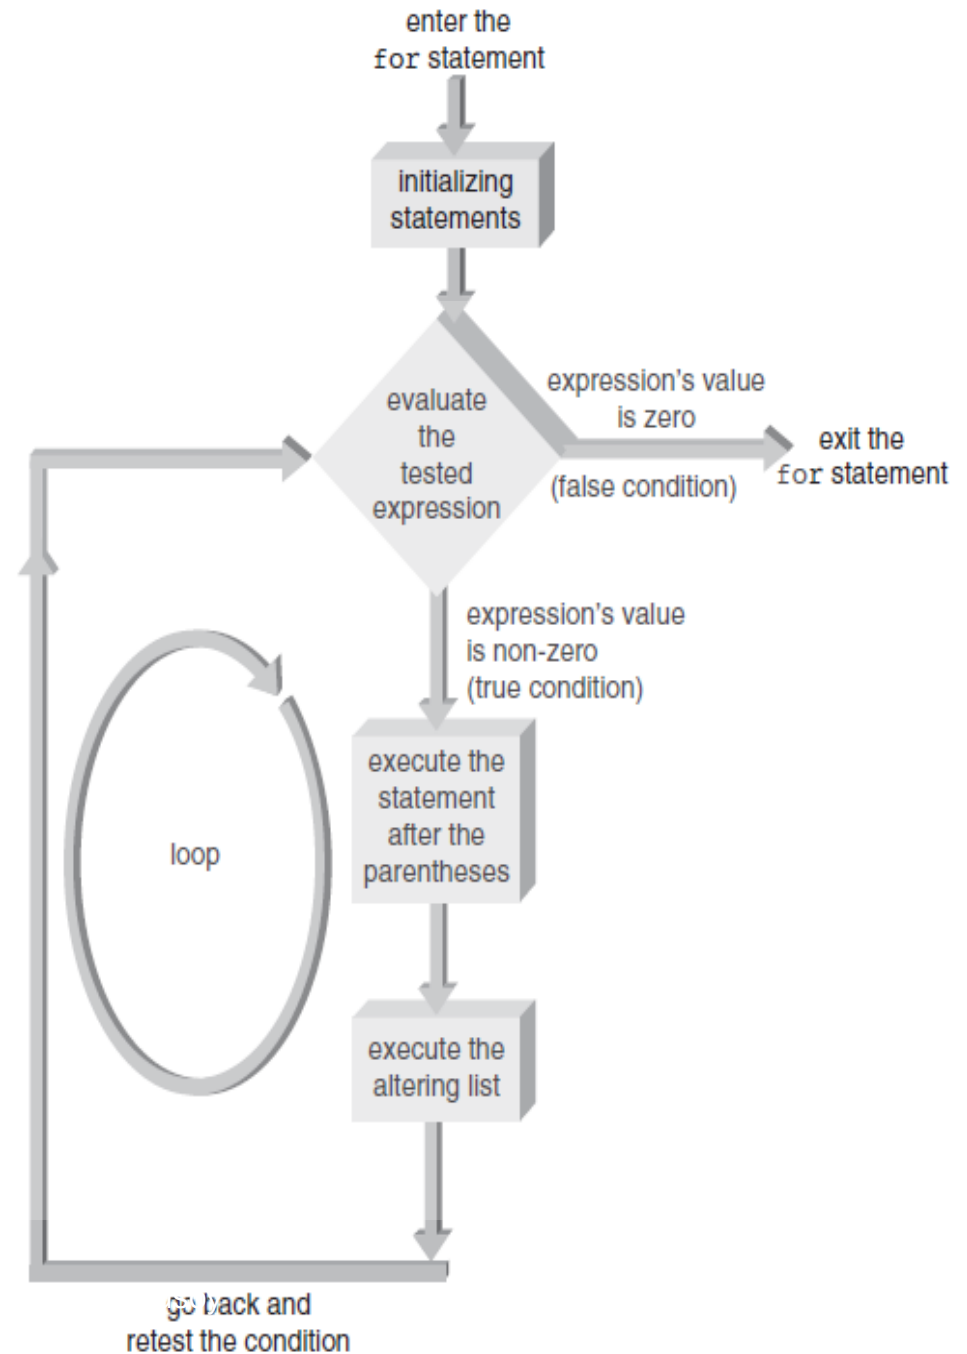 enter the
for statement
initializing
statements
evaluate
the
tested
expression
expression's value
is zero
(false condition)
exit the
for statement
expression's value
is non-zero
(true condition)
execute the
statement
after the
parentheses
loop
execute the
altering list
go back and
retest the condition